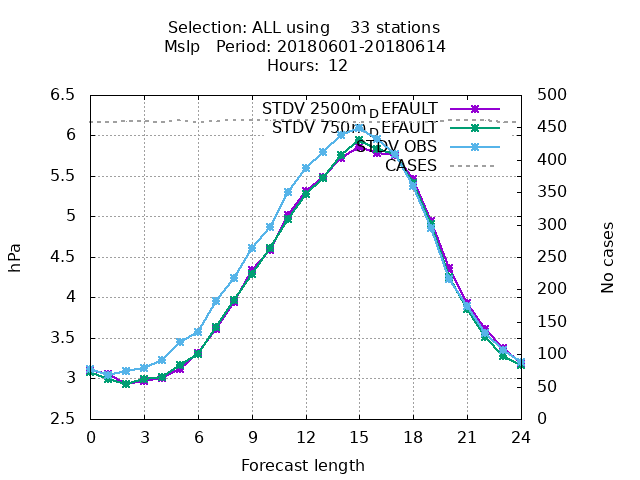 Selection: ALL using    33 stations
Mslp   Period: 20180601-20180614
Hours: 12
STDV 2500m_DEFAULT
STDV 750m_DEFAULT
STDV OBS
CASES
6.5
6
5.5
5
4.5
4
3.5
3
2.5
hPa
500
450
400
350
300
250
200
150
100
50
0
No cases
0 3 6 9 12 15 18 21 24
Forecast length